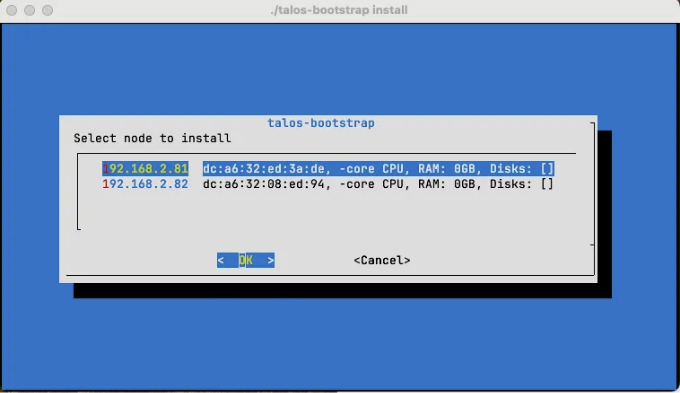 ./talos-bootstrap install
talos-bootstrap
Select node to install
192.168.2.81 dc:a6:32:ed:3a:de, -core CPU, RAM: 0GB, Disks: []
192.168.2.82 dc:a6:32:08:ed:94, -core CPU, RAM: 0GB, Disks: []
< OK > <Cancel>